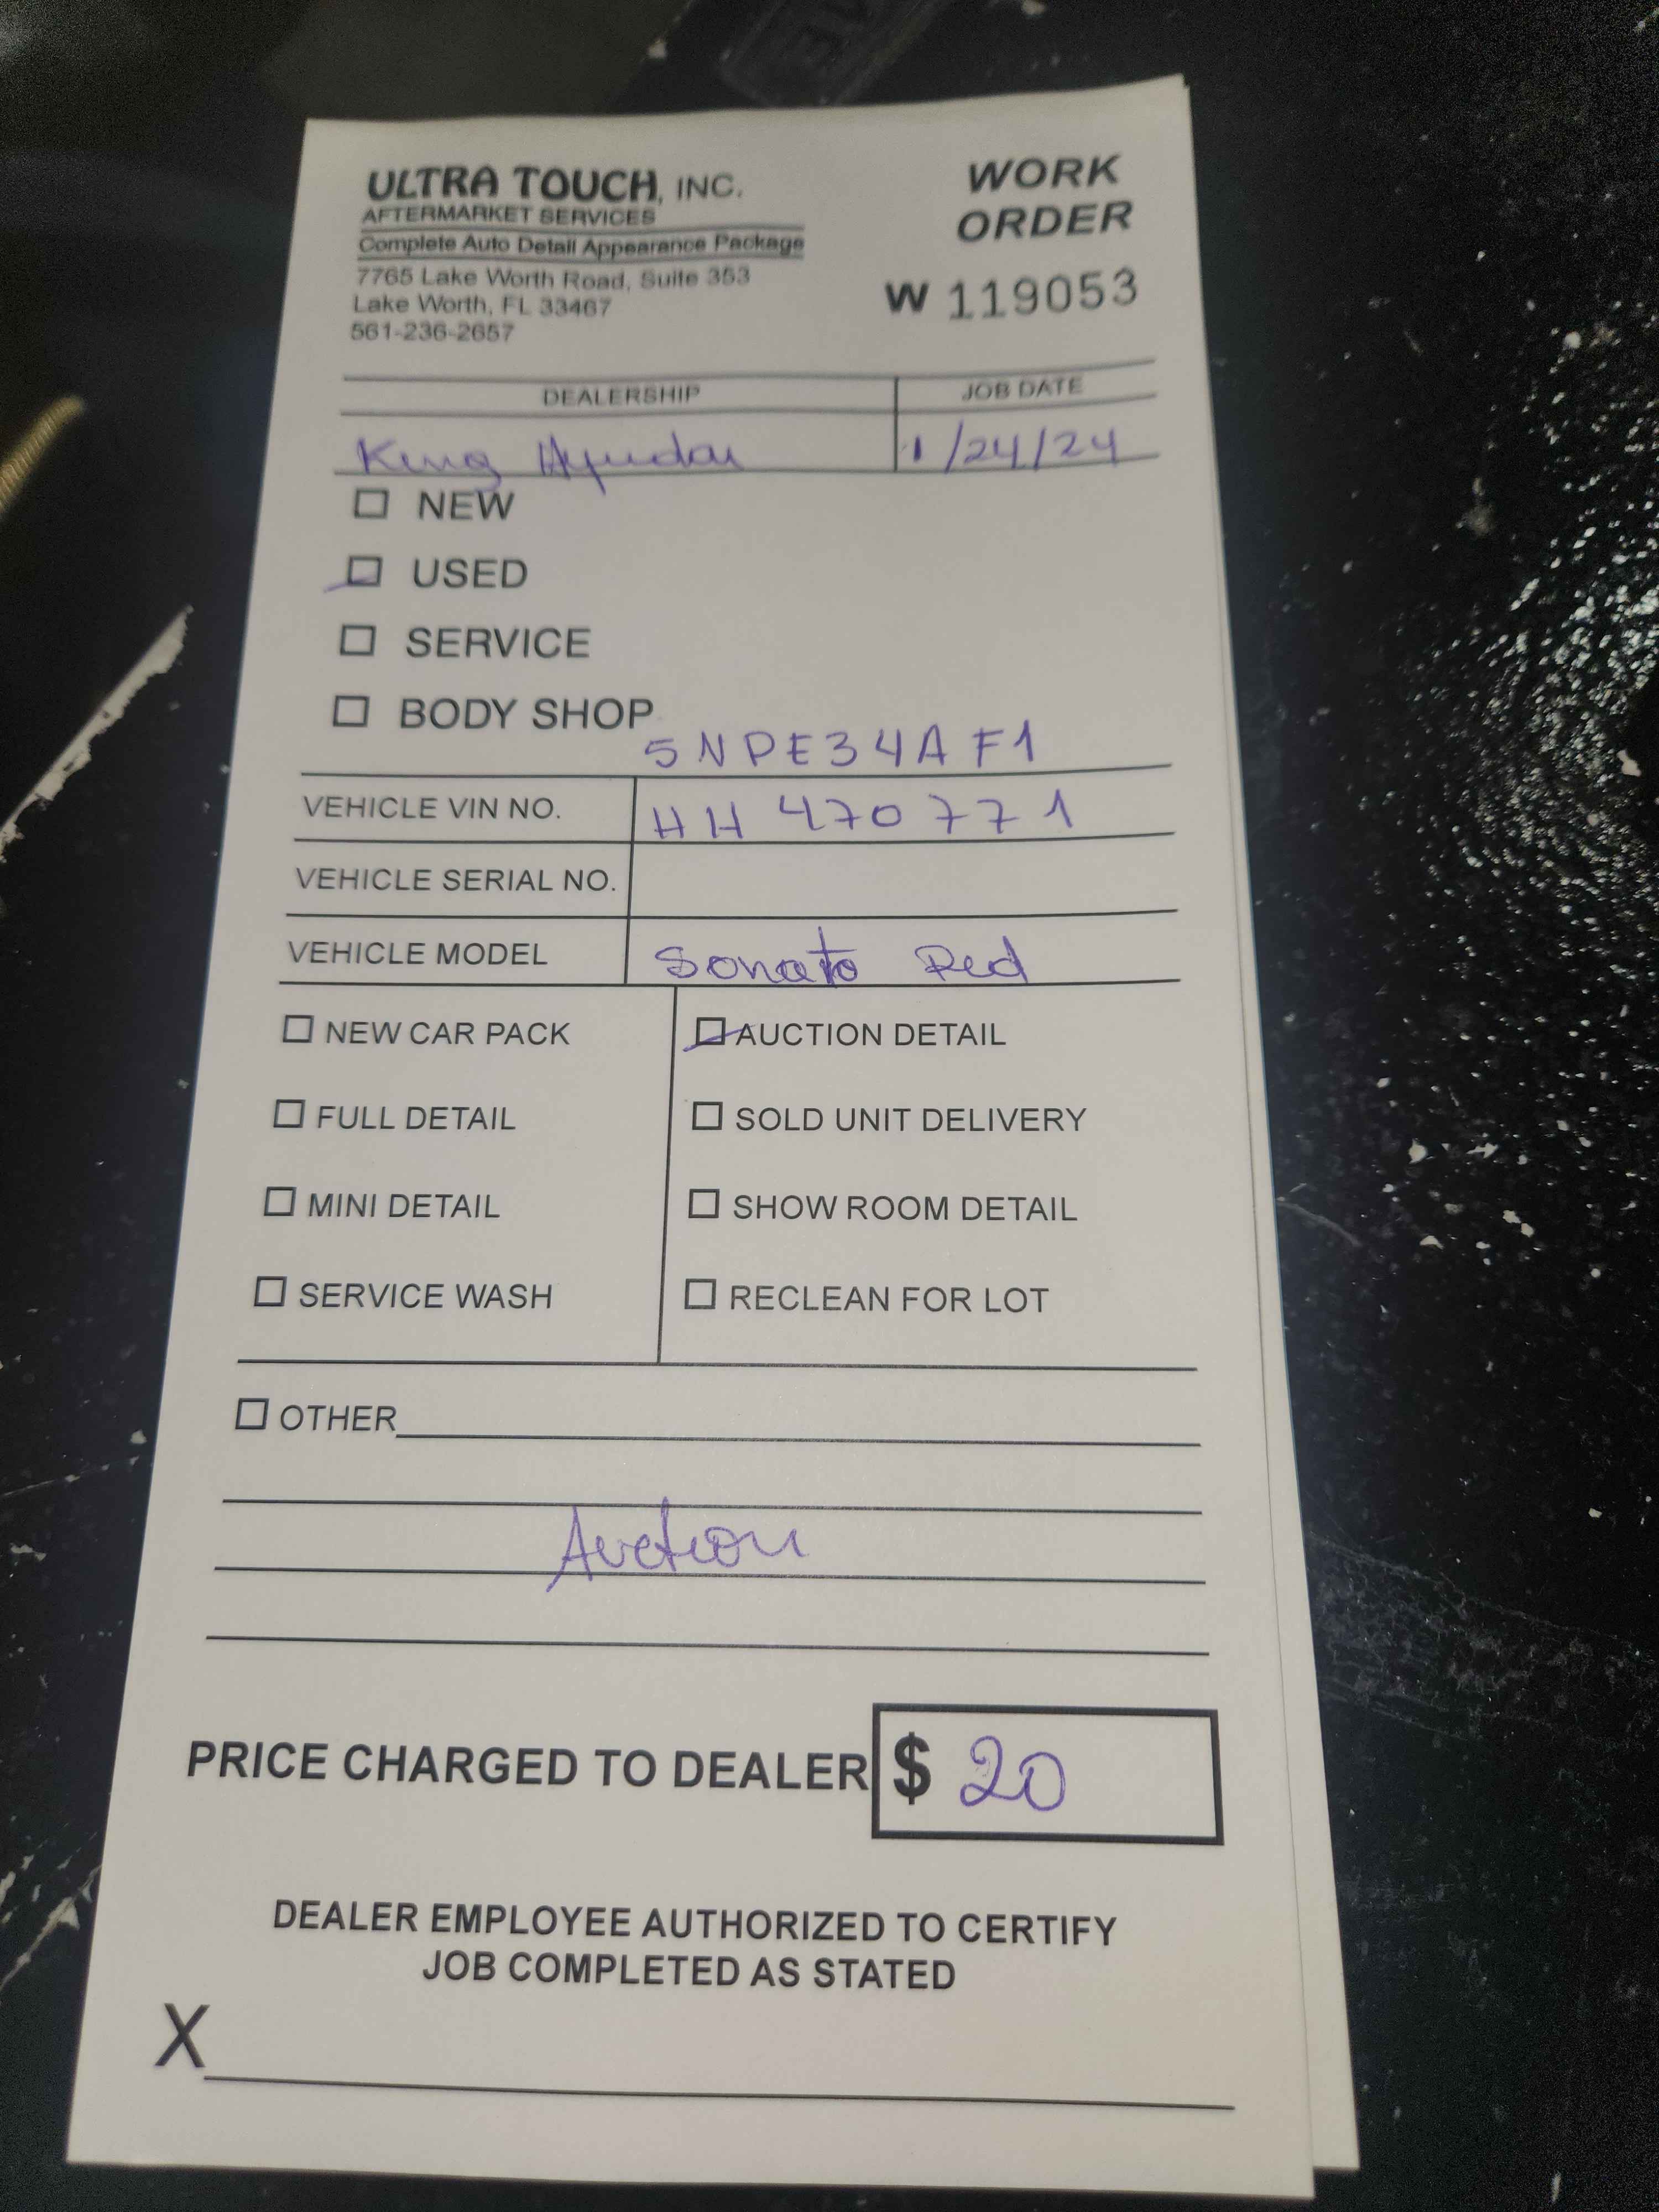 ULTRA TOUCH, INC.
AFTERMARKET SERVICES
Complete Auto Detail Appearance Package
7765 Lake Worth Road, Suite 353
Lake Worth, FL 33467
561-236-2657
WORK
ORDER
W 119053
DEALERSHIP JOB DATE
King Hyundai 1/24/24
NEW
USED
SERVICE
BODY SHOP
5NPE34AF1
VEHICLE VIN NO. HH470771
VEHICLE SERIAL NO.
VEHICLE MODEL Sonata Red
NEW CAR PACK AUCTION DETAIL
FULL DETAIL SOLD UNIT DELIVERY
MINI DETAIL SHOW ROOM DETAIL
SERVICE WASH RECLEAN FOR LOT
OTHER
Auction
PRICE CHARGED TO DEALER $ 20
DEALER EMPLOYEE AUTHORIZED TO CERTIFY
JOB COMPLETED AS STATED
X